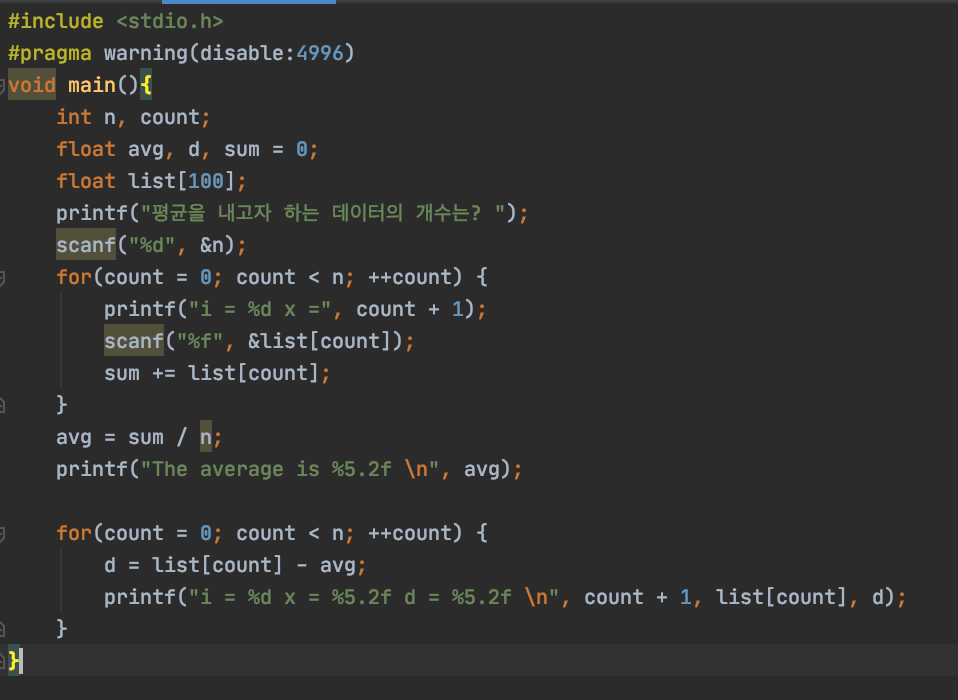 #include <stdio.h>
#pragma warning(disable:4996)
void main(){
    int n, count;
    float avg, d, sum = 0;
    float list[100];
    printf("평균을 내고자 하는 데이터의 개수는? ");
    scanf("%d", &n);
    for(count = 0; count < n; ++count) {
        printf("i = %d x =", count + 1);
        scanf("%f", &list[count]);
        sum += list[count];
    }
    avg = sum / n;
    printf("The average is %5.2f \n", avg);

    for(count = 0; count < n; ++count) {
        d = list[count] - avg;
        printf("i = %d x = %5.2f d = %5.2f \n", count + 1, list[count], d);
    }
}